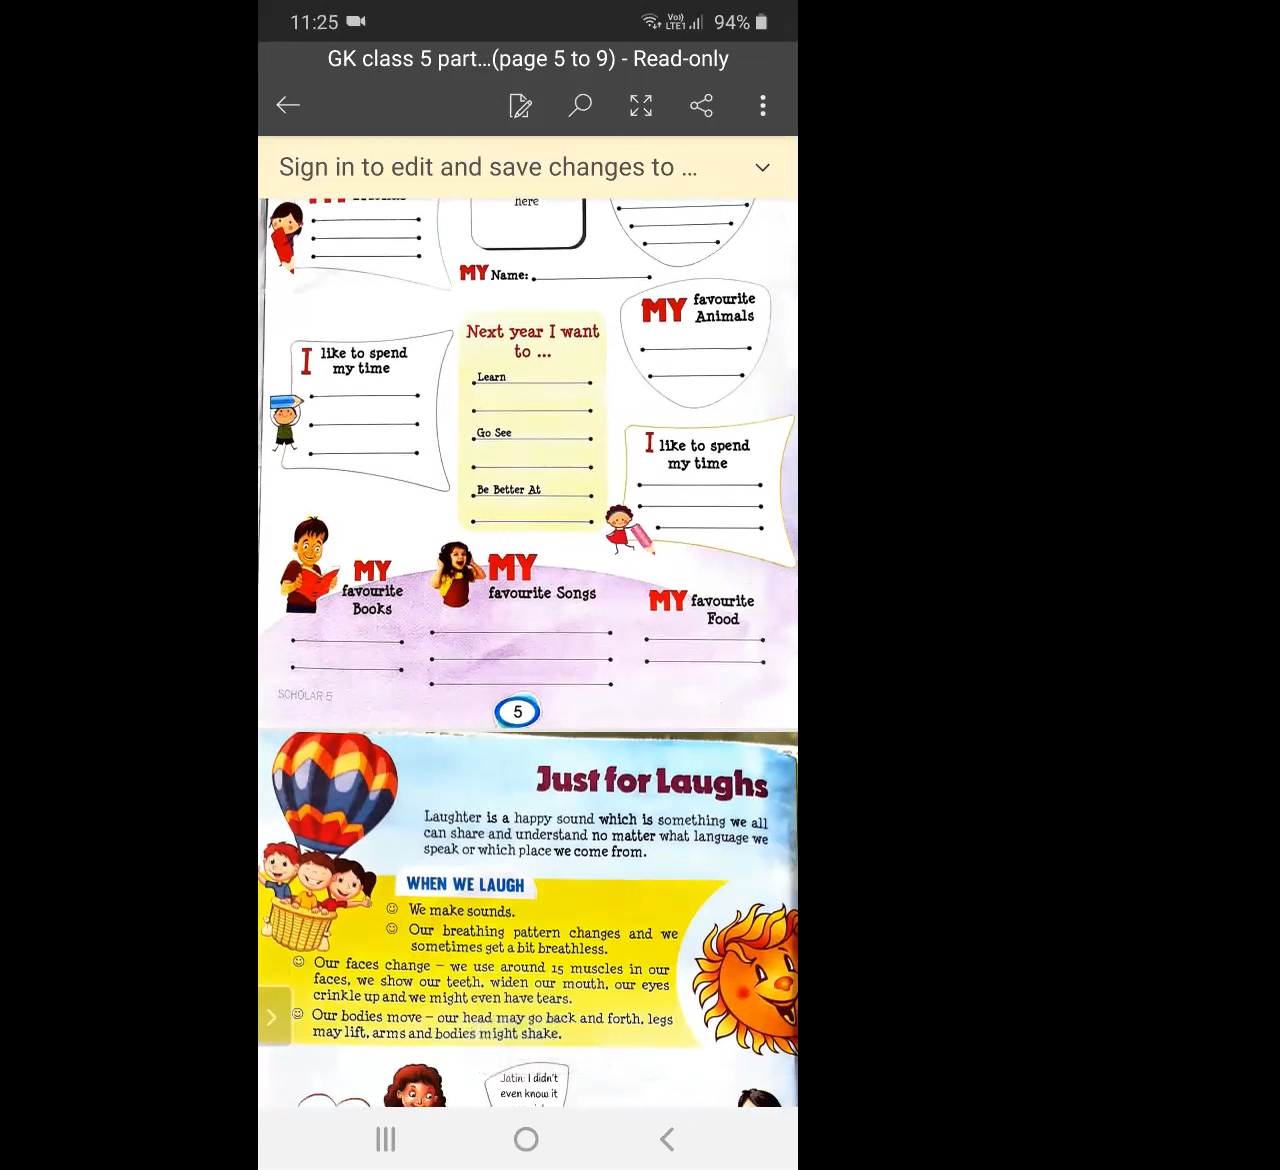 11:25
Vo)) LTE1 94%
GK class 5 part...(page 5 to 9) - Read-only
Sign in to edit and save changes to ...
here
MY Name:
MY favourite
Animals
Next year I want
to ...
Learn
Go See
Be Better At
I like to spend
my time
I like to spend
my time
MY
favourite
Books
MY
favourite Songs
MY favourite
Food
SCHOLAR 5
5
Just for Laughs
Laughter is a happy sound which is something we all
can share and understand no matter what language we
speak or which place we come from.
WHEN WE LAUGH
We make sounds.
Our breathing pattern changes and we
sometimes get a bit breathless.
Our faces change – we use around 15 muscles in our
faces, we show our teeth, widen our mouth, our eyes
crinkle up and we might even have tears.
Our bodies move – our head may go back and forth, legs
may lift, arms and bodies might shake.
Jatin: I didn't
even know it